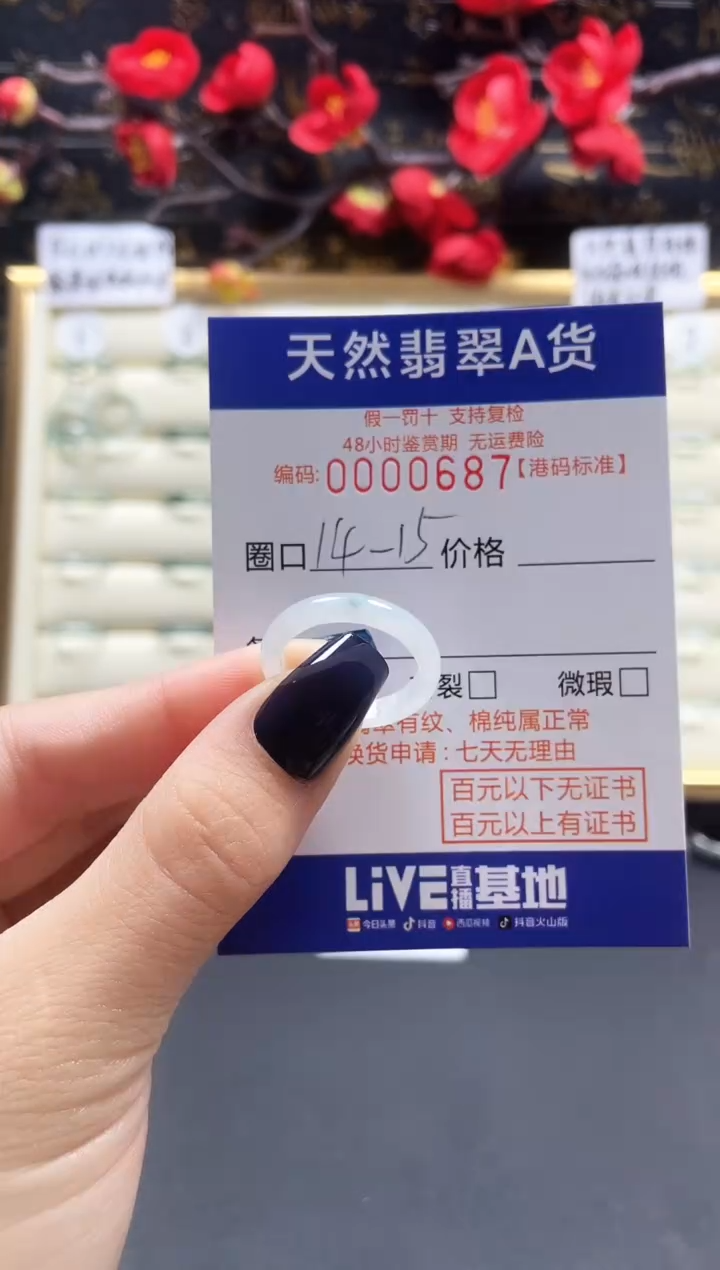 天然翡翠A货
假一罚十 支持复检
48小时鉴赏期 无运费险
编码:0000687【港码标准】
圈口 14-15 价格
裂□ 微瑕□
有纹、棉纯属正常
换货申请:七天无理由
百元以下无证书
百元以上有证书
LiVE直播基地
今日头条 抖音 西瓜视频 抖音火山版